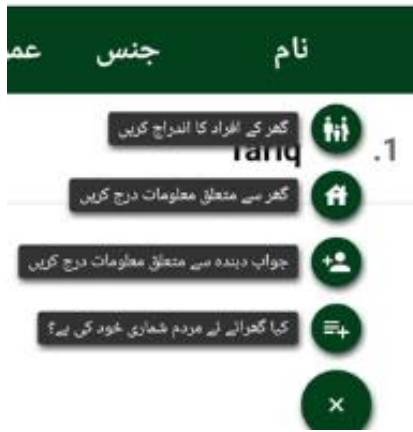 نام جنس عمر
گھر کے افراد کا اندراج کریں
1. Tariq
گھر سے متعلق معلومات درج کریں
جواب دہندہ سے متعلق معلومات درج کریں
کیا گھرانے نے مردم شماری خود کی ہے؟